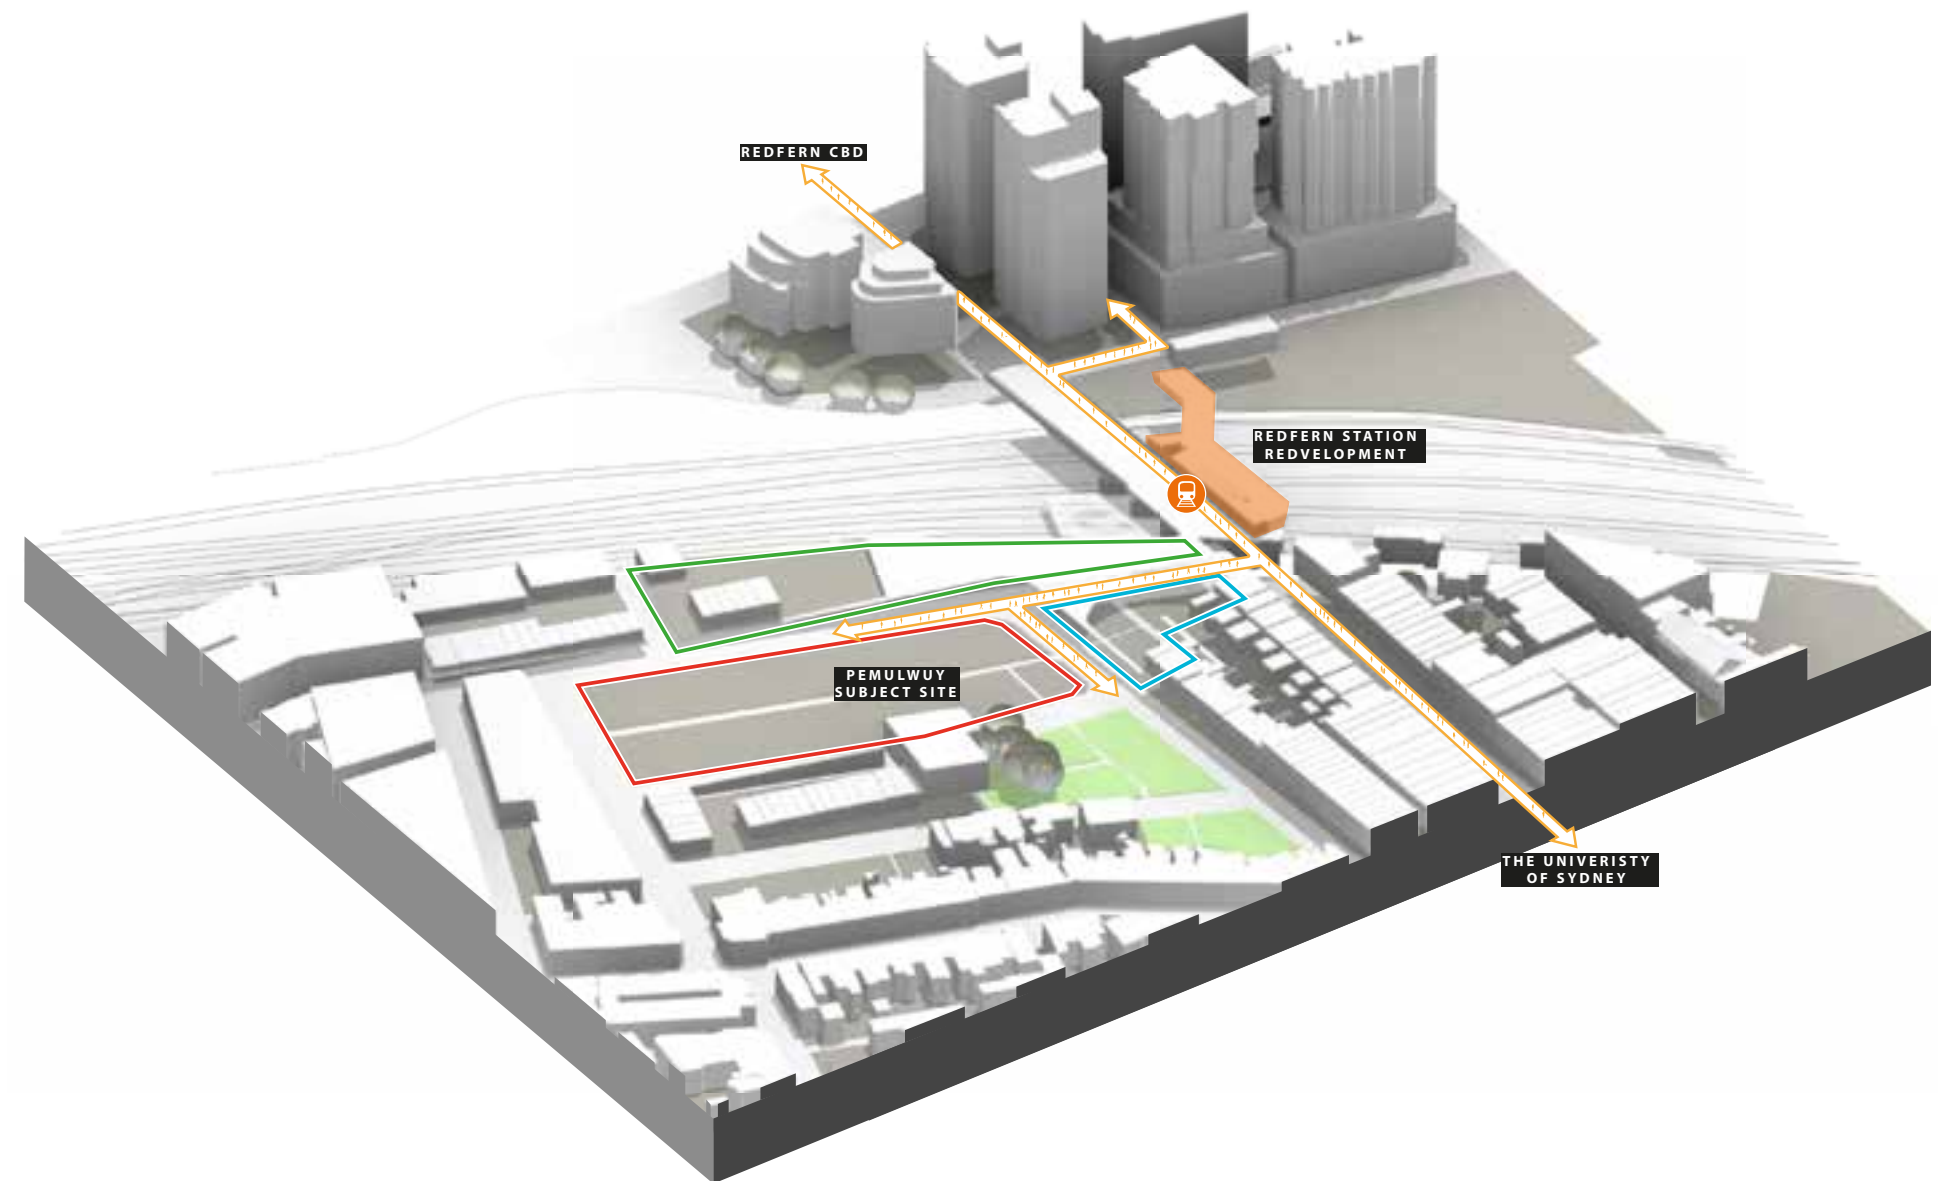 REDFERN CBD
REDFERN STATION
REDVELOPMENT
PEMULWUY
SUBJECT SITE
THE UNIVERISTY
OF SYDNEY